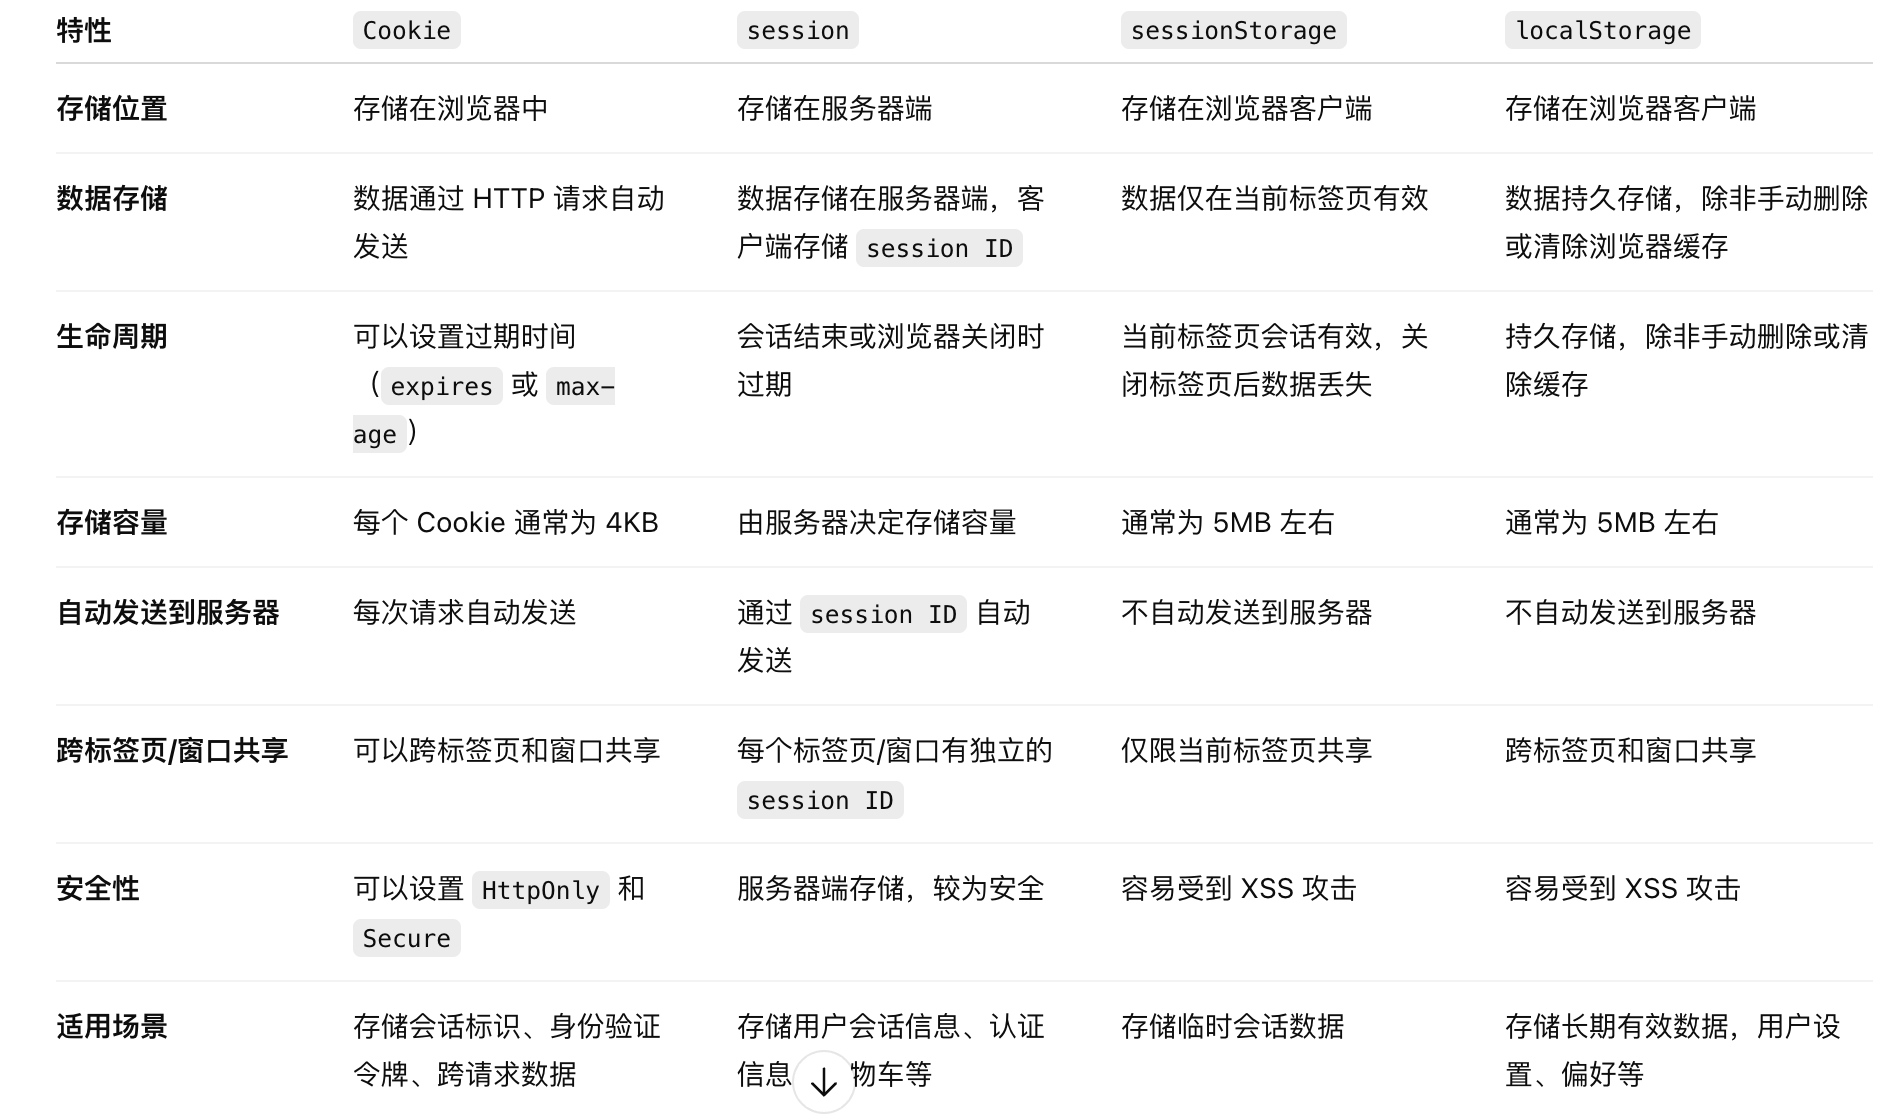 特性 Cookie session sessionStorage localStorage
存储位置 存储在浏览器中 存储在服务器端 存储在浏览器客户端 存储在浏览器客户端
数据存储 数据通过 HTTP 请求自动 数据存储在服务器端，客 数据仅在当前标签页有效 数据持久存储，除非手动删除
发送 户端存储 session ID 或清除浏览器缓存
生命周期 可以设置过期时间 会话结束或浏览器关闭时 当前标签页会话有效，关 持久存储，除非手动删除或清
（expires 或 max- 过期 闭标签页后数据丢失 除缓存
age）
存储容量 每个 Cookie 通常为 4KB 由服务器决定存储容量 通常为 5MB 左右 通常为 5MB 左右
自动发送到服务器 每次请求自动发送 通过 session ID 自动 不自动发送到服务器 不自动发送到服务器
发送
跨标签页/窗口共享 可以跨标签页和窗口共享 每个标签页/窗口有独立的 仅限当前标签页共享 跨标签页和窗口共享
session ID
安全性 可以设置 HttpOnly 和 服务器端存储，较为安全 容易受到 XSS 攻击 容易受到 XSS 攻击
Secure
适用场景 存储会话标识、身份验证 存储用户会话信息、认证 存储临时会话数据 存储长期有效数据，用户设
令牌、跨请求数据 信息 物车等 置、偏好等